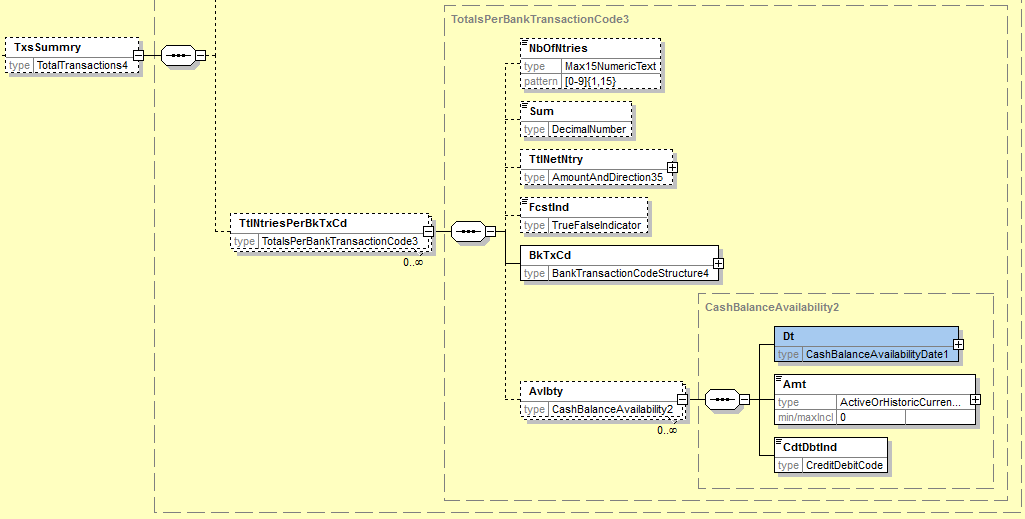 TotalsPerBankTransactionCode3
TxsSummry
type TotalTransactions4
NbOfNtries
type Max15NumericText
pattern [0-9]{1,15}
Sum
type DecimalNumber
TtlNetNtry
type AmountAndDirection35
FcstInd
type TrueFalseIndicator
TtlNtriesPerBkTxCd
type TotalsPerBankTransactionCode3
0..∞
BkTxCd
type BankTransactionCodeStructure4
CashBalanceAvailability2
Dt
type CashBalanceAvailabilityDate1
Avlbty
type CashBalanceAvailability2
0..∞
Amt
type ActiveOrHistoricCurren...
min/maxIncl 0
CdtDbtInd
type CreditDebitCode